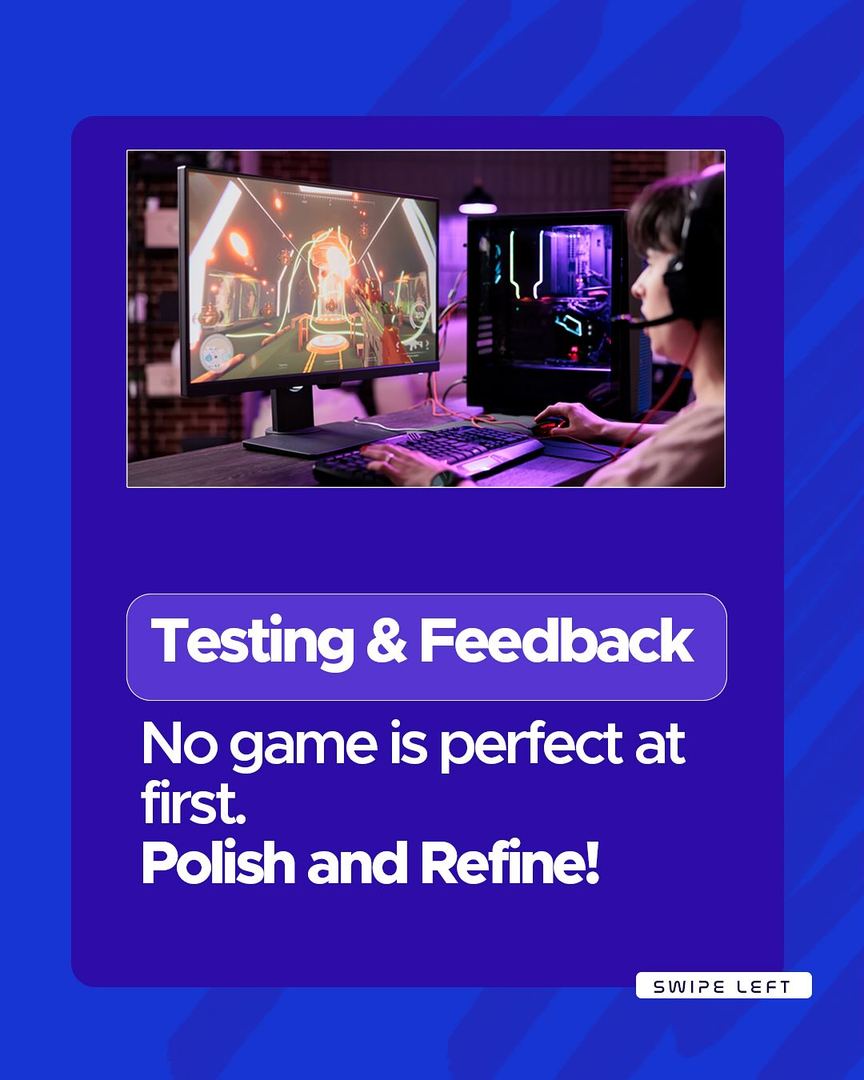 Testing & Feedback
No game is perfect at
first.
Polish and Refine!
SWIPE LEFT